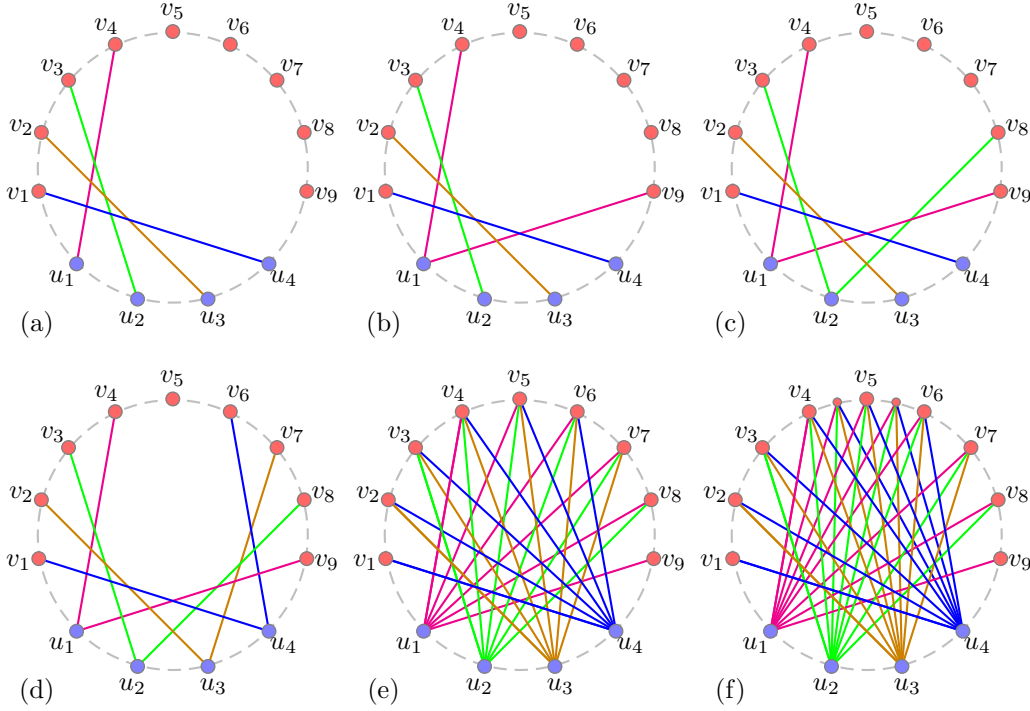 v5 v5 v5
v4 v6 v4 v6 v4 v6
v3 v7 v3 v7 v3 v7
v2 v8 v2 v8 v2 v8
v1 v9 v1 v9 v1 v9
u1 u4 u1 u4 u1 u4
(a) u2 u3 (b) u2 u3 (c) u2 u3
v5 v5 v5
v4 v6 v4 v6 v4 v6
v3 v7 v3 v7 v3 v7
v2 v8 v2 v8 v2 v8
v1 v9 v1 v9 v1 v9
u1 u4 u1 u4 u1 u4
(d) u2 u3 (e) u2 u3 (f) u2 u3